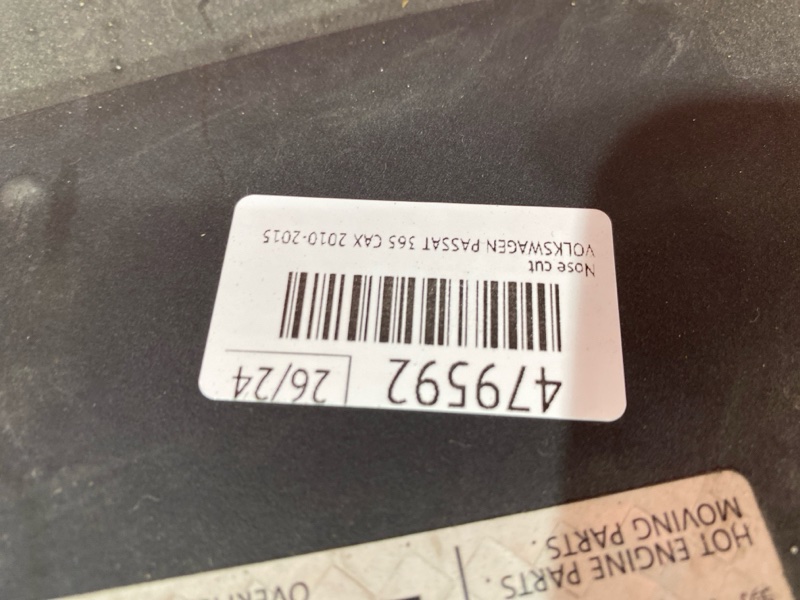 479592 26/24
Nose cut
VOLKSWAGEN PASSAT 365 CAX 2010-2015
HOT ENGINE PARTS.
MOVING PARTS.